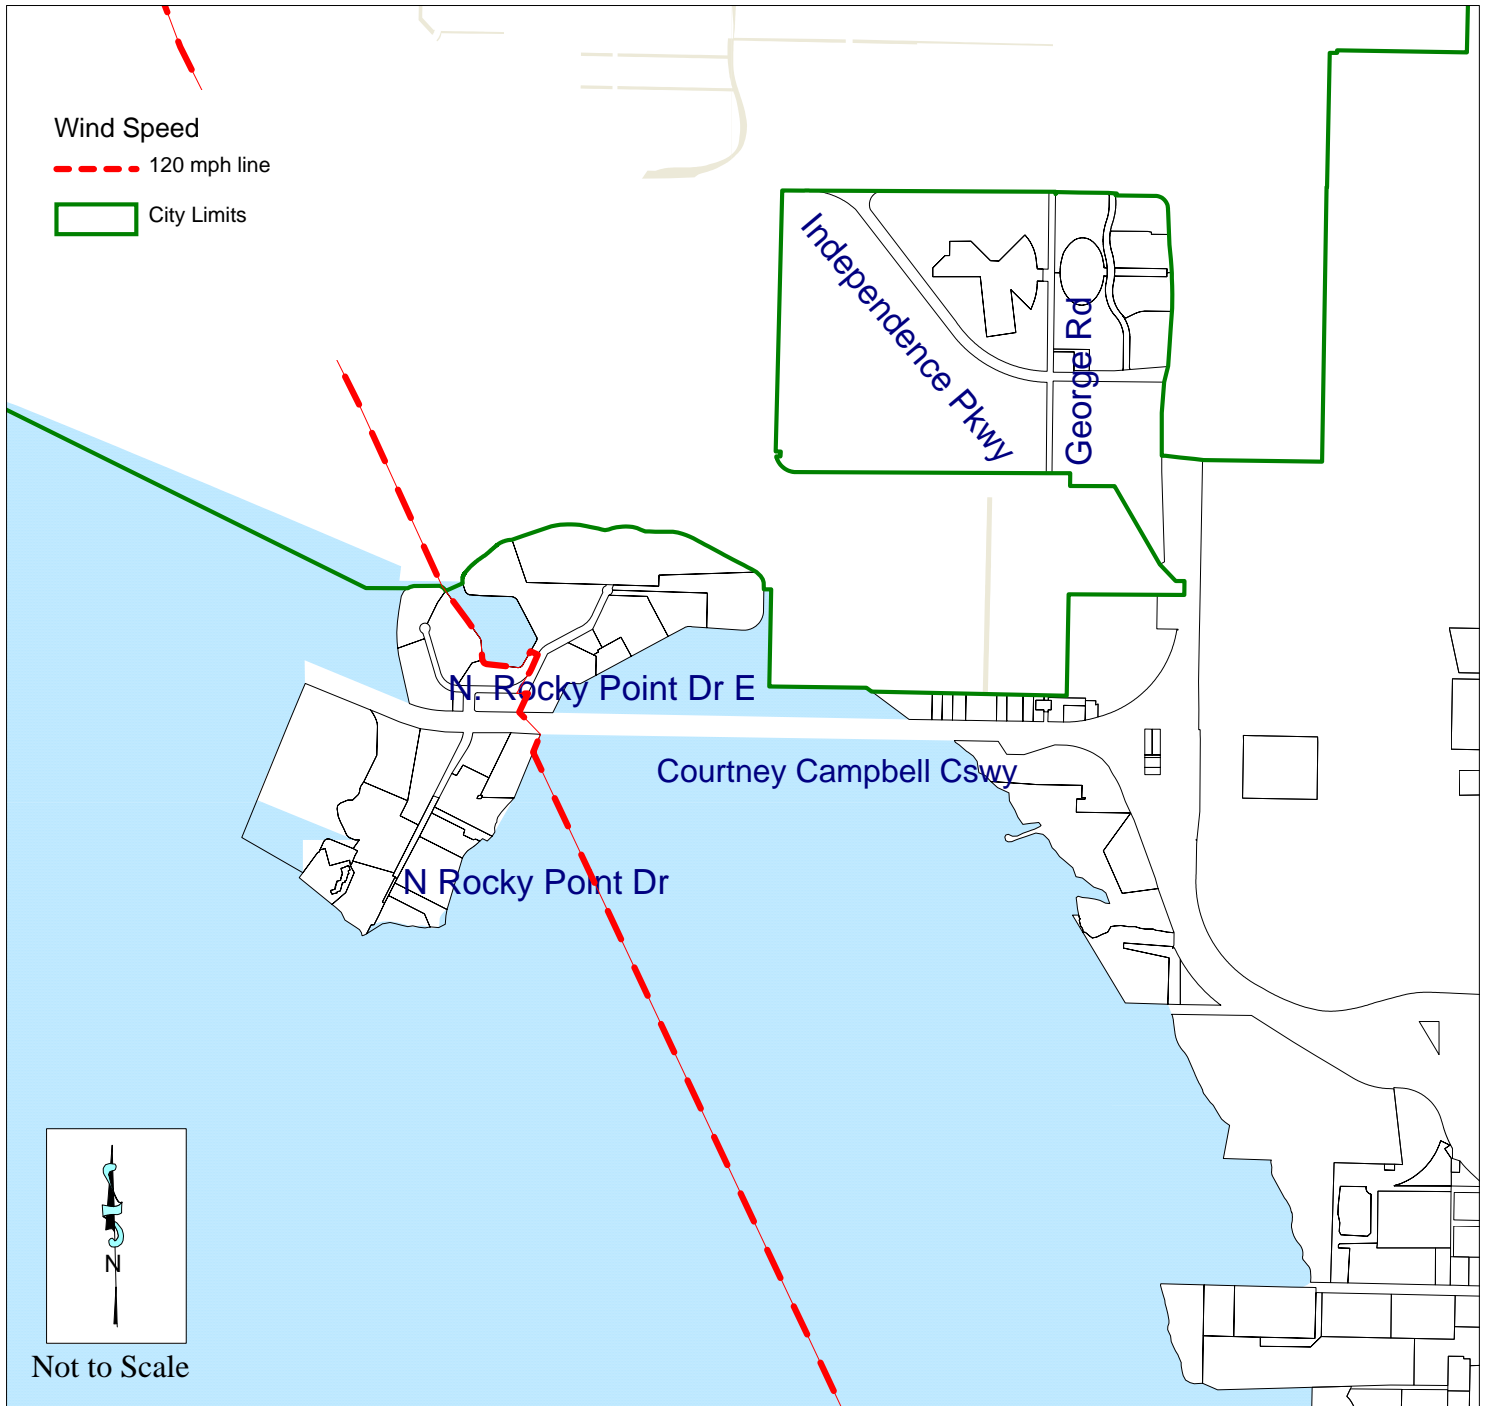 Wind Speed
120 mph line
City Limits
Independence Pkwy
George Rd
N. Rocky Point Dr E
Courtney Campbell Cswy
N Rocky Point Dr
N
Not to Scale